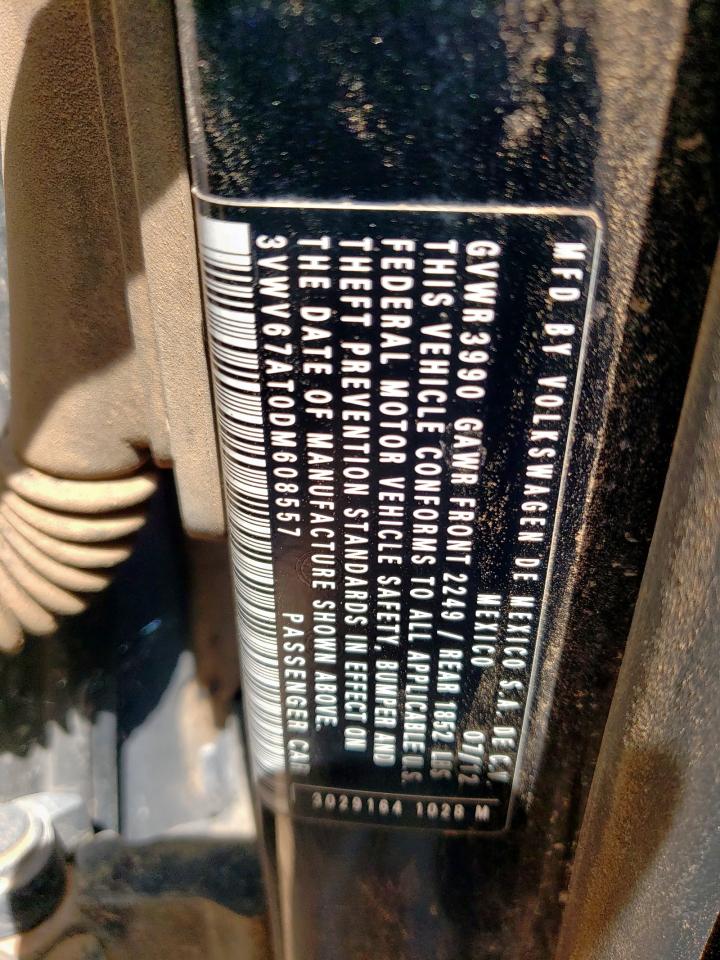 MFD BY VOLKSWAGEN DE MEXICO S.A. DE C.V
MEXICO 07/12
GVWR 3990 GAWR FRONT 2249 / REAR 1852 LBS
THIS VEHICLE CONFORMS TO ALL APPLICABLE U.S.
FEDERAL MOTOR VEHICLE SAFETY, BUMPER AND
THEFT PREVENTION STANDARDS IN EFFECT ON
THE DATE OF MANUFACTURE SHOWN ABOVE.
3VWV67AT0DM608557 PASSENGER CAR
3029164 1028 M